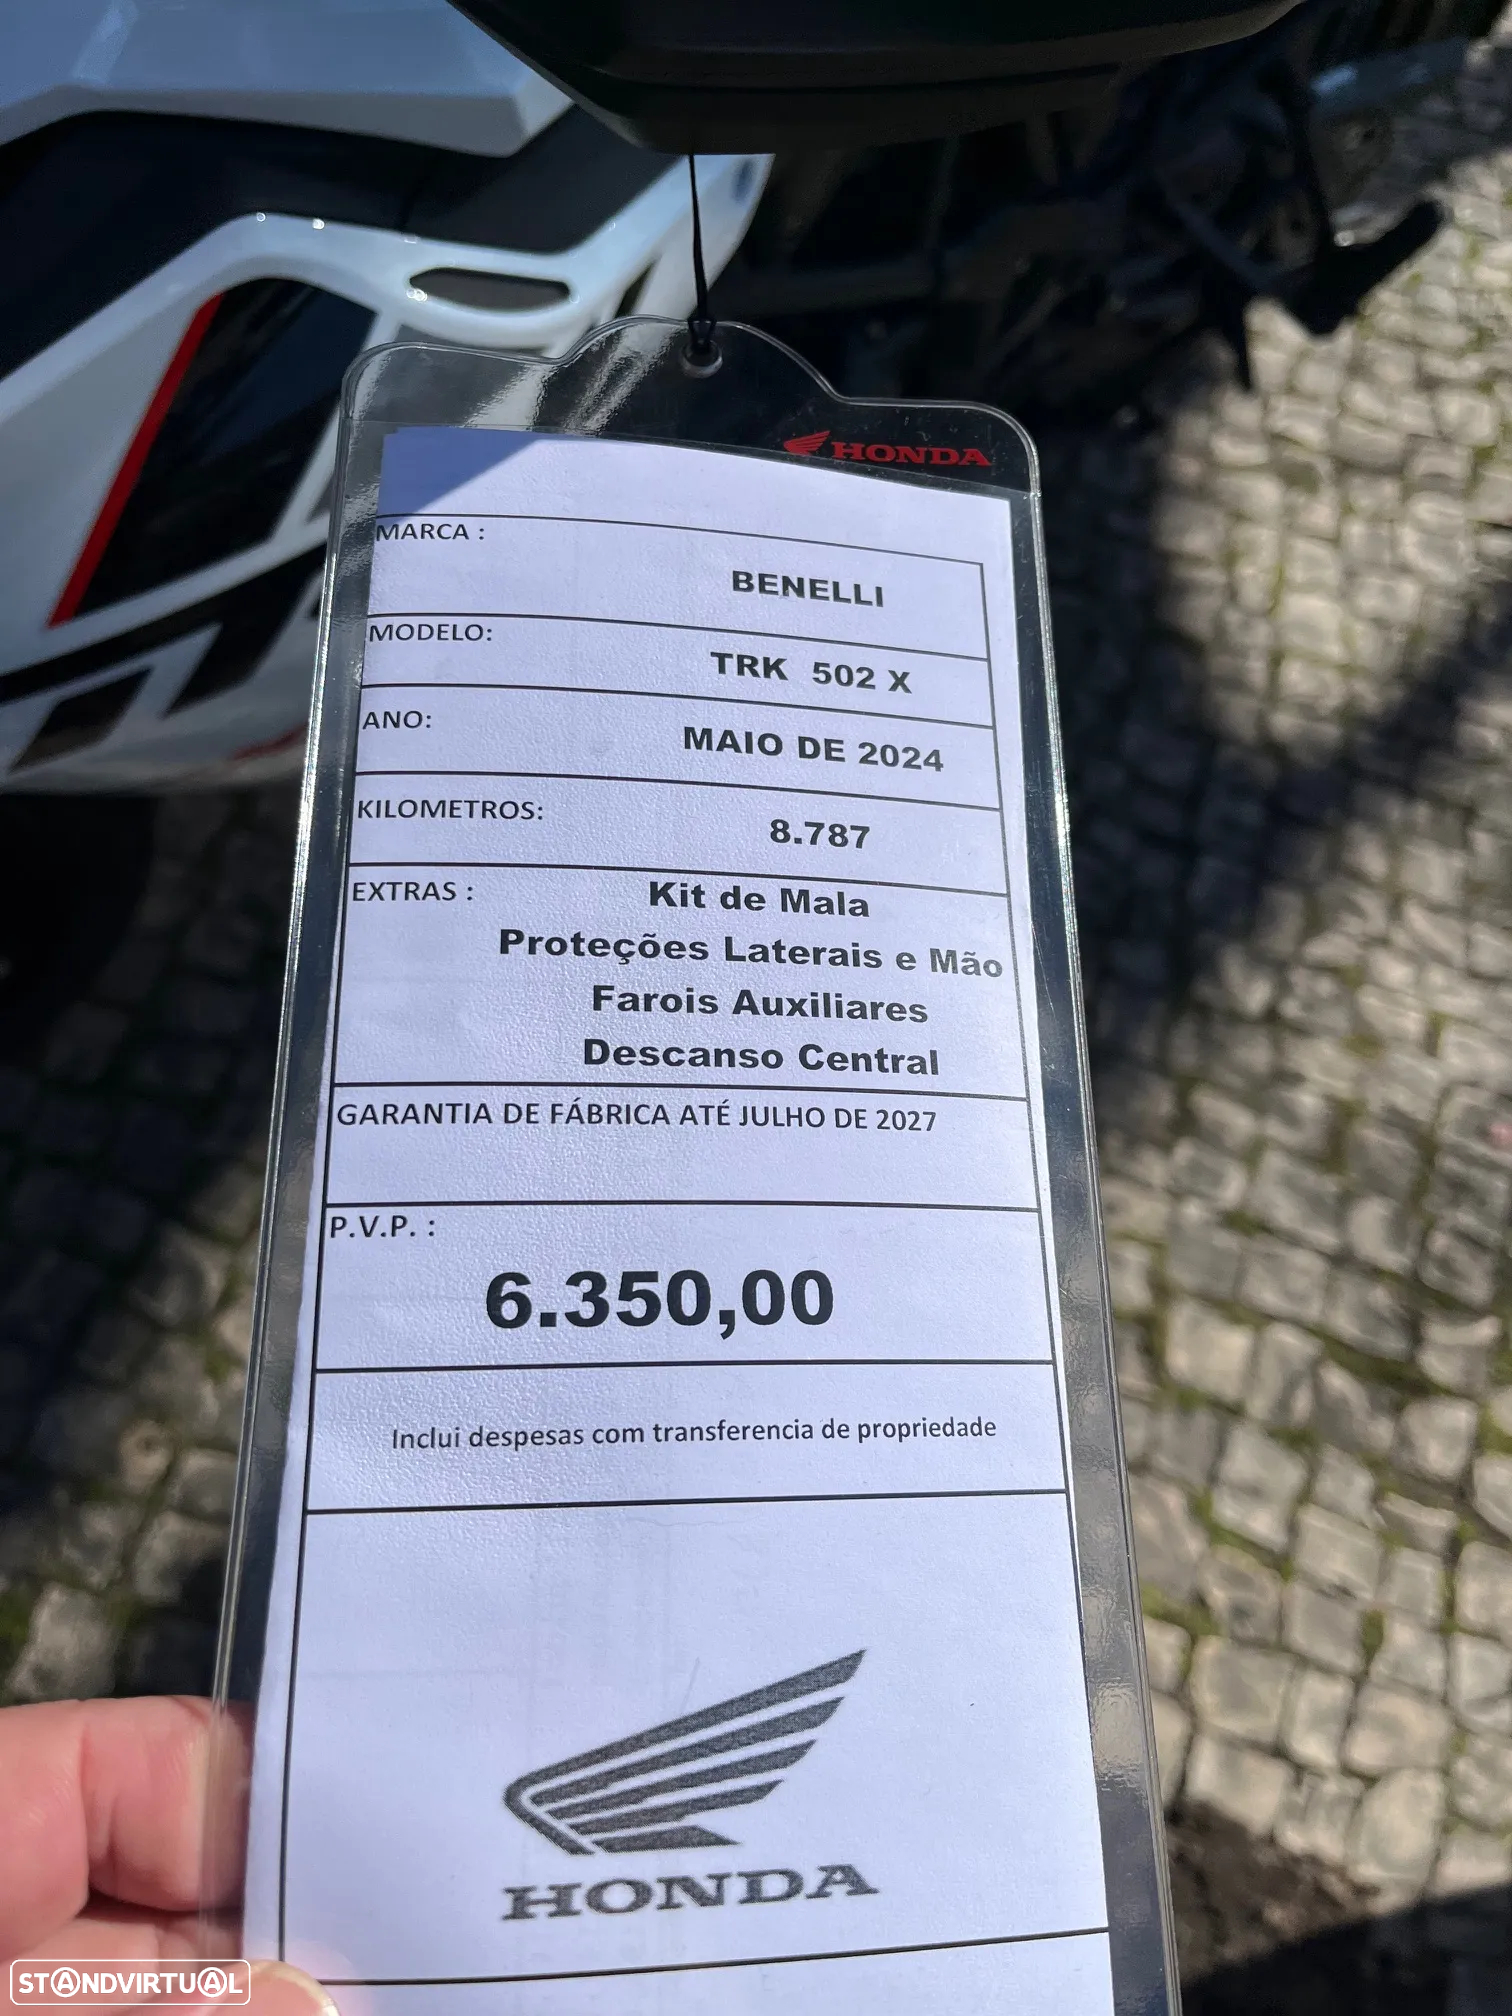 HONDA
MARCA :
BENELLI
MODELO:
TRK 502 X
ANO:
MAIO DE 2024
KILOMETROS:
8.787
EXTRAS :
Kit de Mala
Proteções Laterais e Mão
Farois Auxiliares
Descanso Central
GARANTIA DE FÁBRICA ATÉ JULHO DE 2027
P.V.P. :
6.350,00
Inclui despesas com transferencia de propriedade
HONDA
STANDVIRTUAL